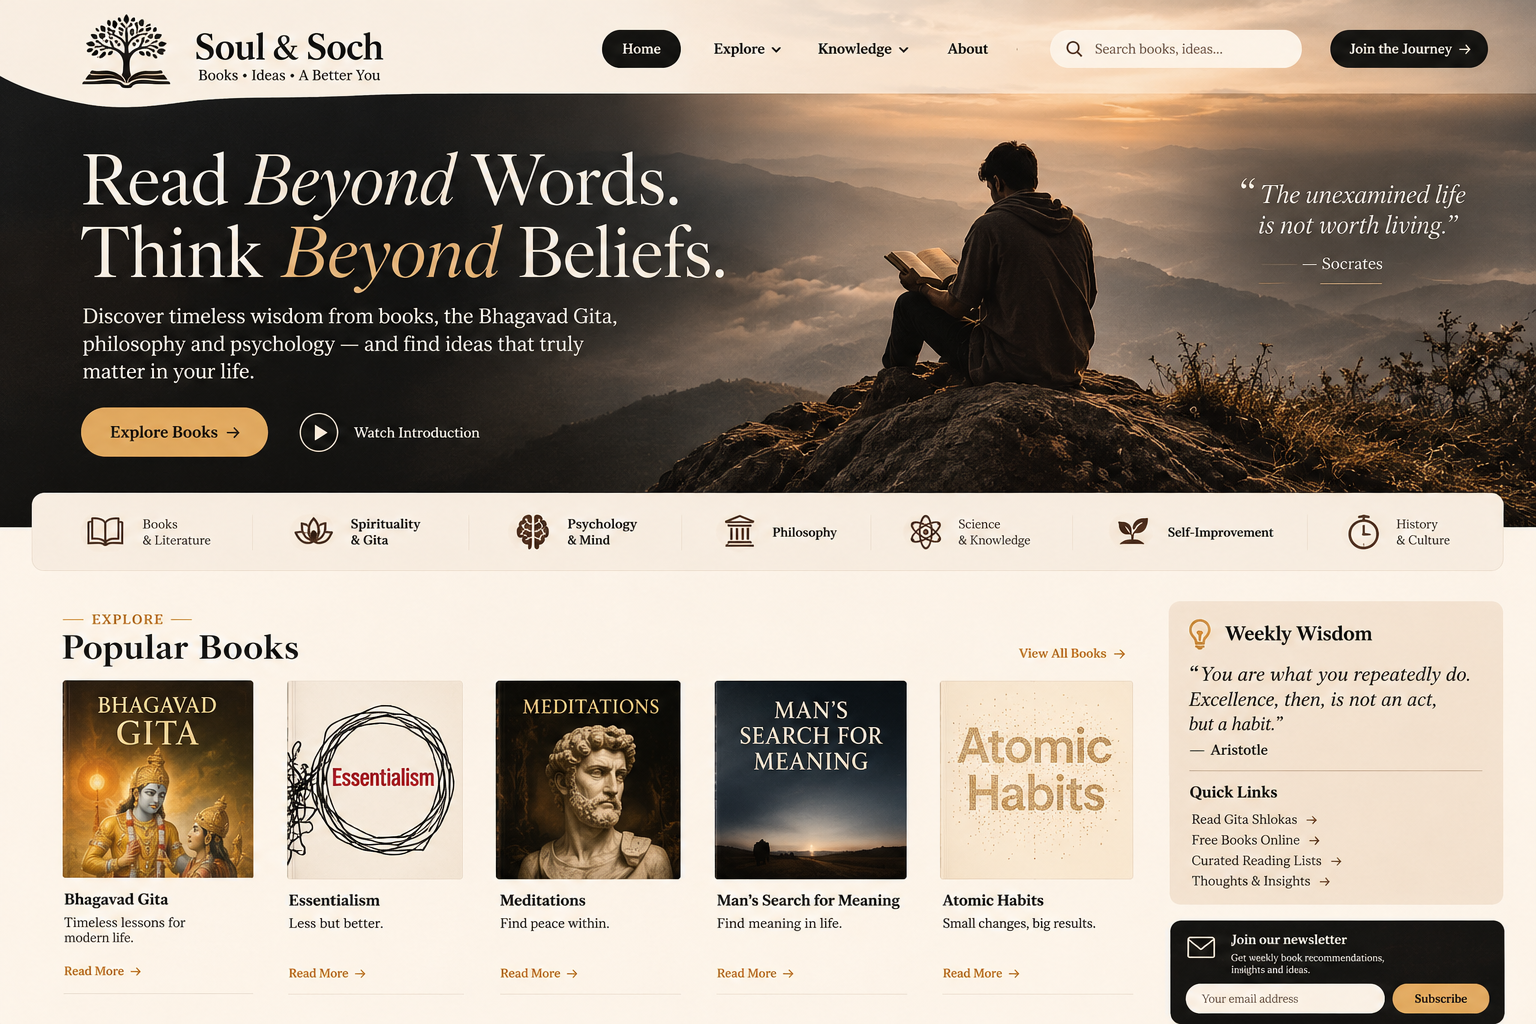 Soul & Soch
Books • Ideas • A Better You
Home
Explore
Knowledge
About
Search books, ideas...
Join the Journey →
Read Beyond Words.
Think Beyond Beliefs.
Discover timeless wisdom from books, the Bhagavad Gita,
philosophy and psychology — and find ideas that truly
matter in your life.
Explore Books →
Watch Introduction
“The unexamined life
is not worth living.”
— Socrates
Books
& Literature
Spirituality
& Gita
Psychology
& Mind
Philosophy
Science
& Knowledge
Self-Improvement
History
& Culture
EXPLORE
Popular Books
View All Books →
BHAGAVAD
GITA
Bhagavad Gita
Timeless lessons for
modern life.
Read More →
Essentialism
Essentialism
Less but better.
Read More →
MEDITATIONS
Meditations
Find peace within.
Read More →
MAN'S
SEARCH FOR
MEANING
Man's Search for Meaning
Find meaning in life.
Read More →
Atomic
Habits
Atomic Habits
Small changes, big results.
Read More →
Weekly Wisdom
“You are what you repeatedly do.
Excellence, then, is not an act,
but a habit.”
— Aristotle
Quick Links
Read Gita Shlokas →
Free Books Online →
Curated Reading Lists →
Thoughts & Insights →
Join our newsletter
Get weekly book recommendations,
insights and ideas.
Your email address
Subscribe